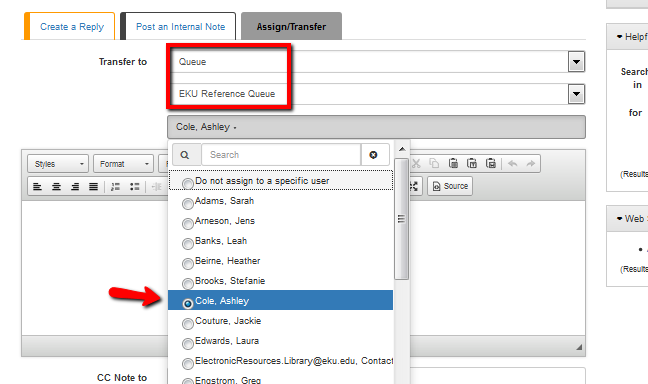 Create a Reply
Post an Internal Note
Assign/Transfer
Transfer to
Queue
EKU Reference Queue
Cole, Ashley
Search
Do not assign to a specific user
Adams, Sarah
Arneson, Jens
Banks, Leah
Beirne, Heather
Brooks, Stefanie
Cole, Ashley
Couture, Jackie
Edwards, Laura
ElectronicResources.Library@eku.edu, Contact
Engstrom, Greg
Styles
Format
Source
CC Note to
Helpf
Search
in
for
(Results
Web
(Results